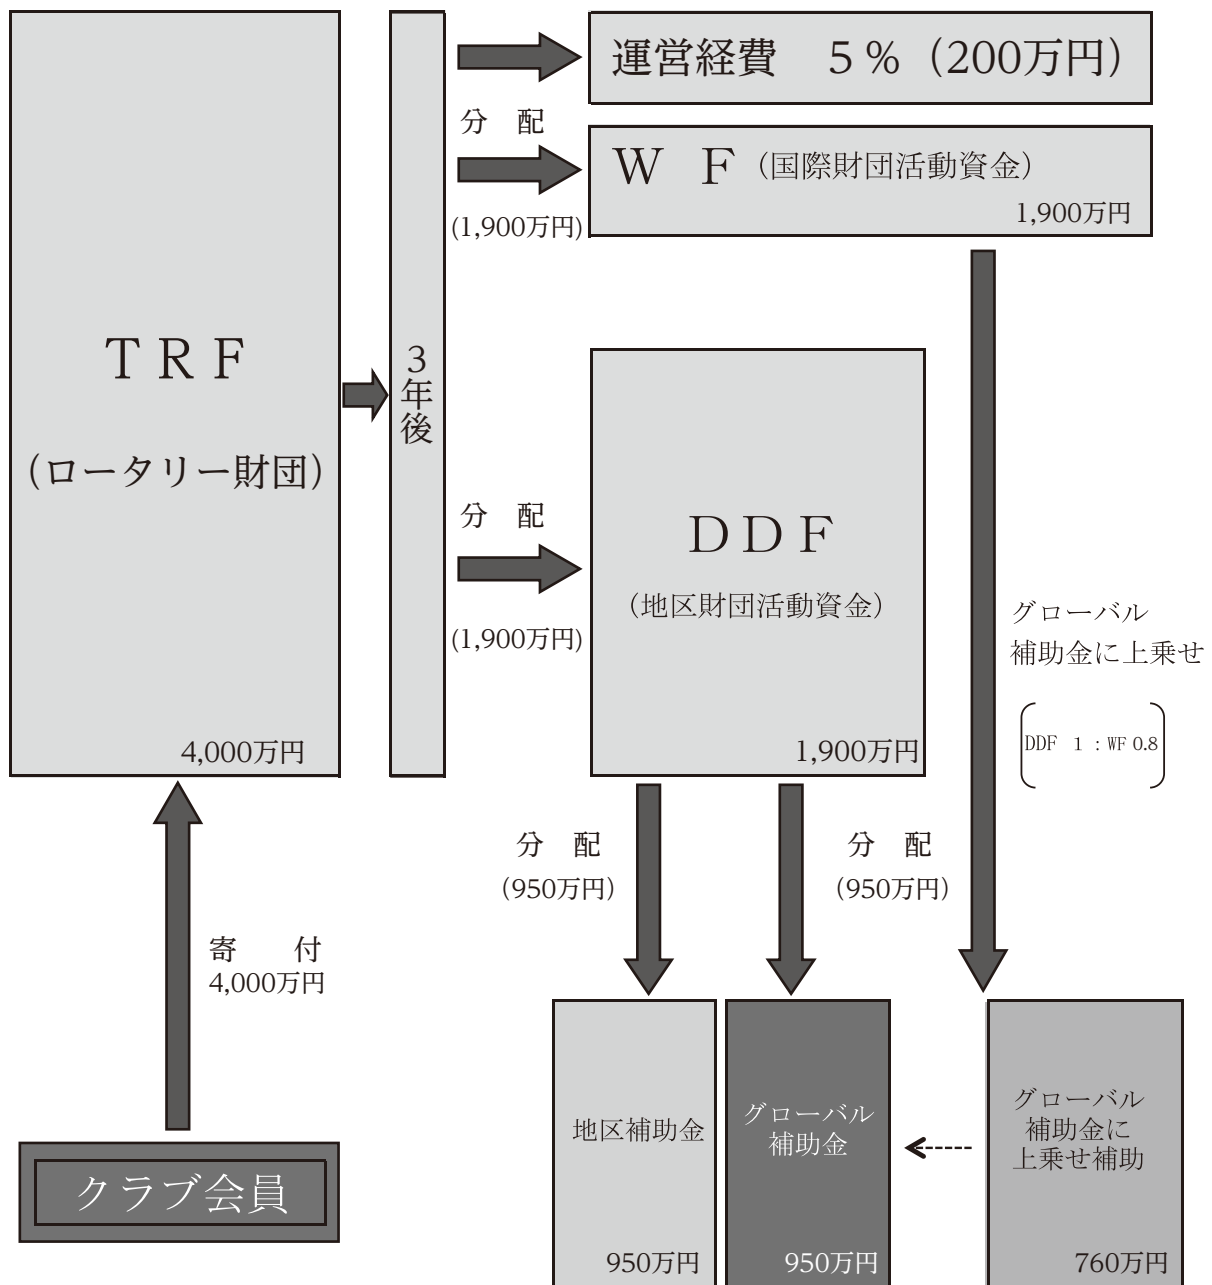 ＴＲＦ
（ロータリー財団）
4,000万円
寄　付
4,000万円
クラブ会員
３年後
分　配
(1,900万円)
運営経費　５％（200万円）
Ｗ　Ｆ（国際財団活動資金）
1,900万円
分　配
(1,900万円)
ＤＤＦ
（地区財団活動資金）
1,900万円
グローバル
補助金に上乗せ
DDF　1 : WF 0.8
分　配
（950万円）
分　配
（950万円）
地区補助金
950万円
グローバル
補助金
950万円
グローバル
補助金に
上乗せ補助
760万円